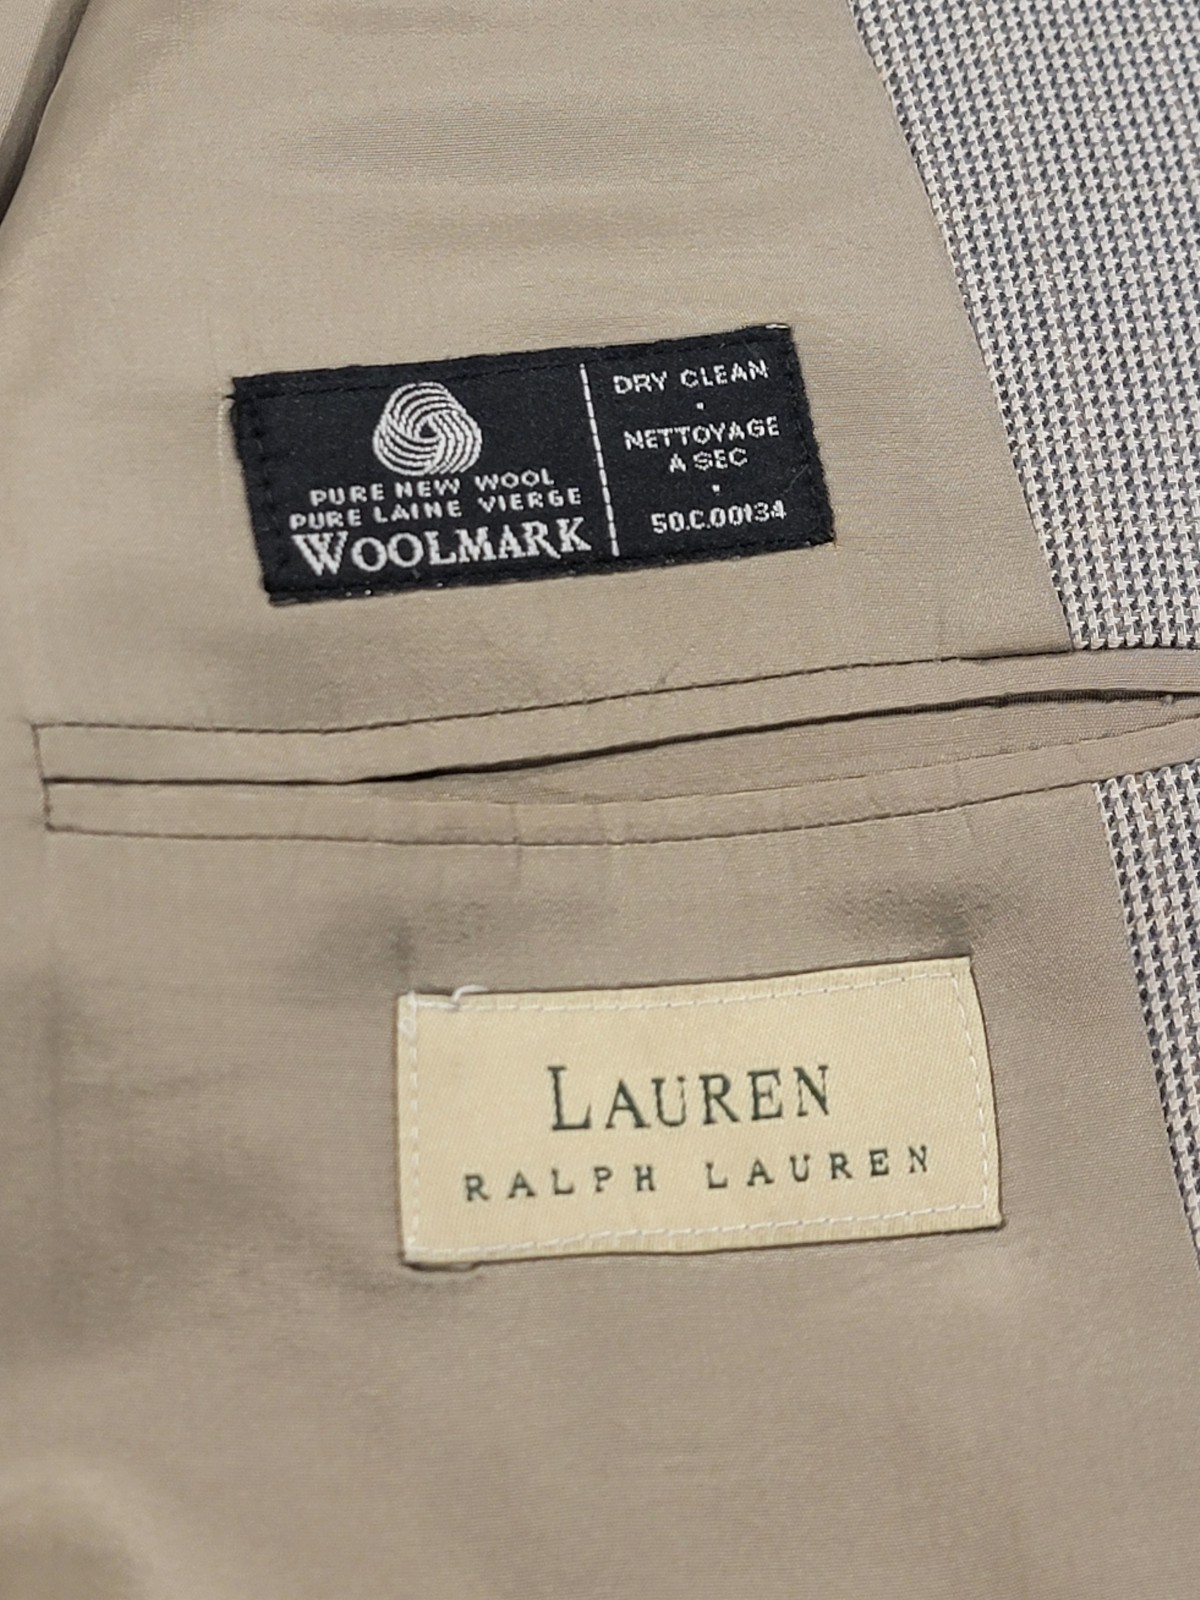 PURE NEW WOOL
PURE LAINE VIERGE
WOOLMARK
DRY CLEAN
•
NETTOYAGE
A SEC
•
50.C.00134
LAUREN
RALPH LAUREN